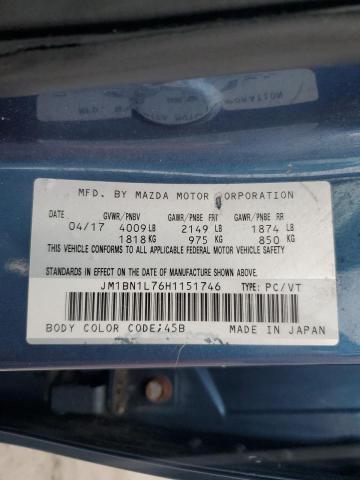 MFD. BY MAZDA MOTOR CORPORATION
DATE GVWR/PNBV GAWR/PNBE FRT GAWR/PNBE RR
04/17 4009LB 2149 LB 1874 LB
1818KG 975 KG 850 KG
THIS VEHICLE CONFORMS TO ALL APPLICABLE FEDERAL MOTOR VEHICLE SAFETY
STANDARDS IN EFFECT ON THE DATE OF MANUFACTURE SHOWN ABOVE.
JM1BN1L76H1151746 TYPE: PC/VT
BODY COLOR CODE:45B MADE IN JAPAN